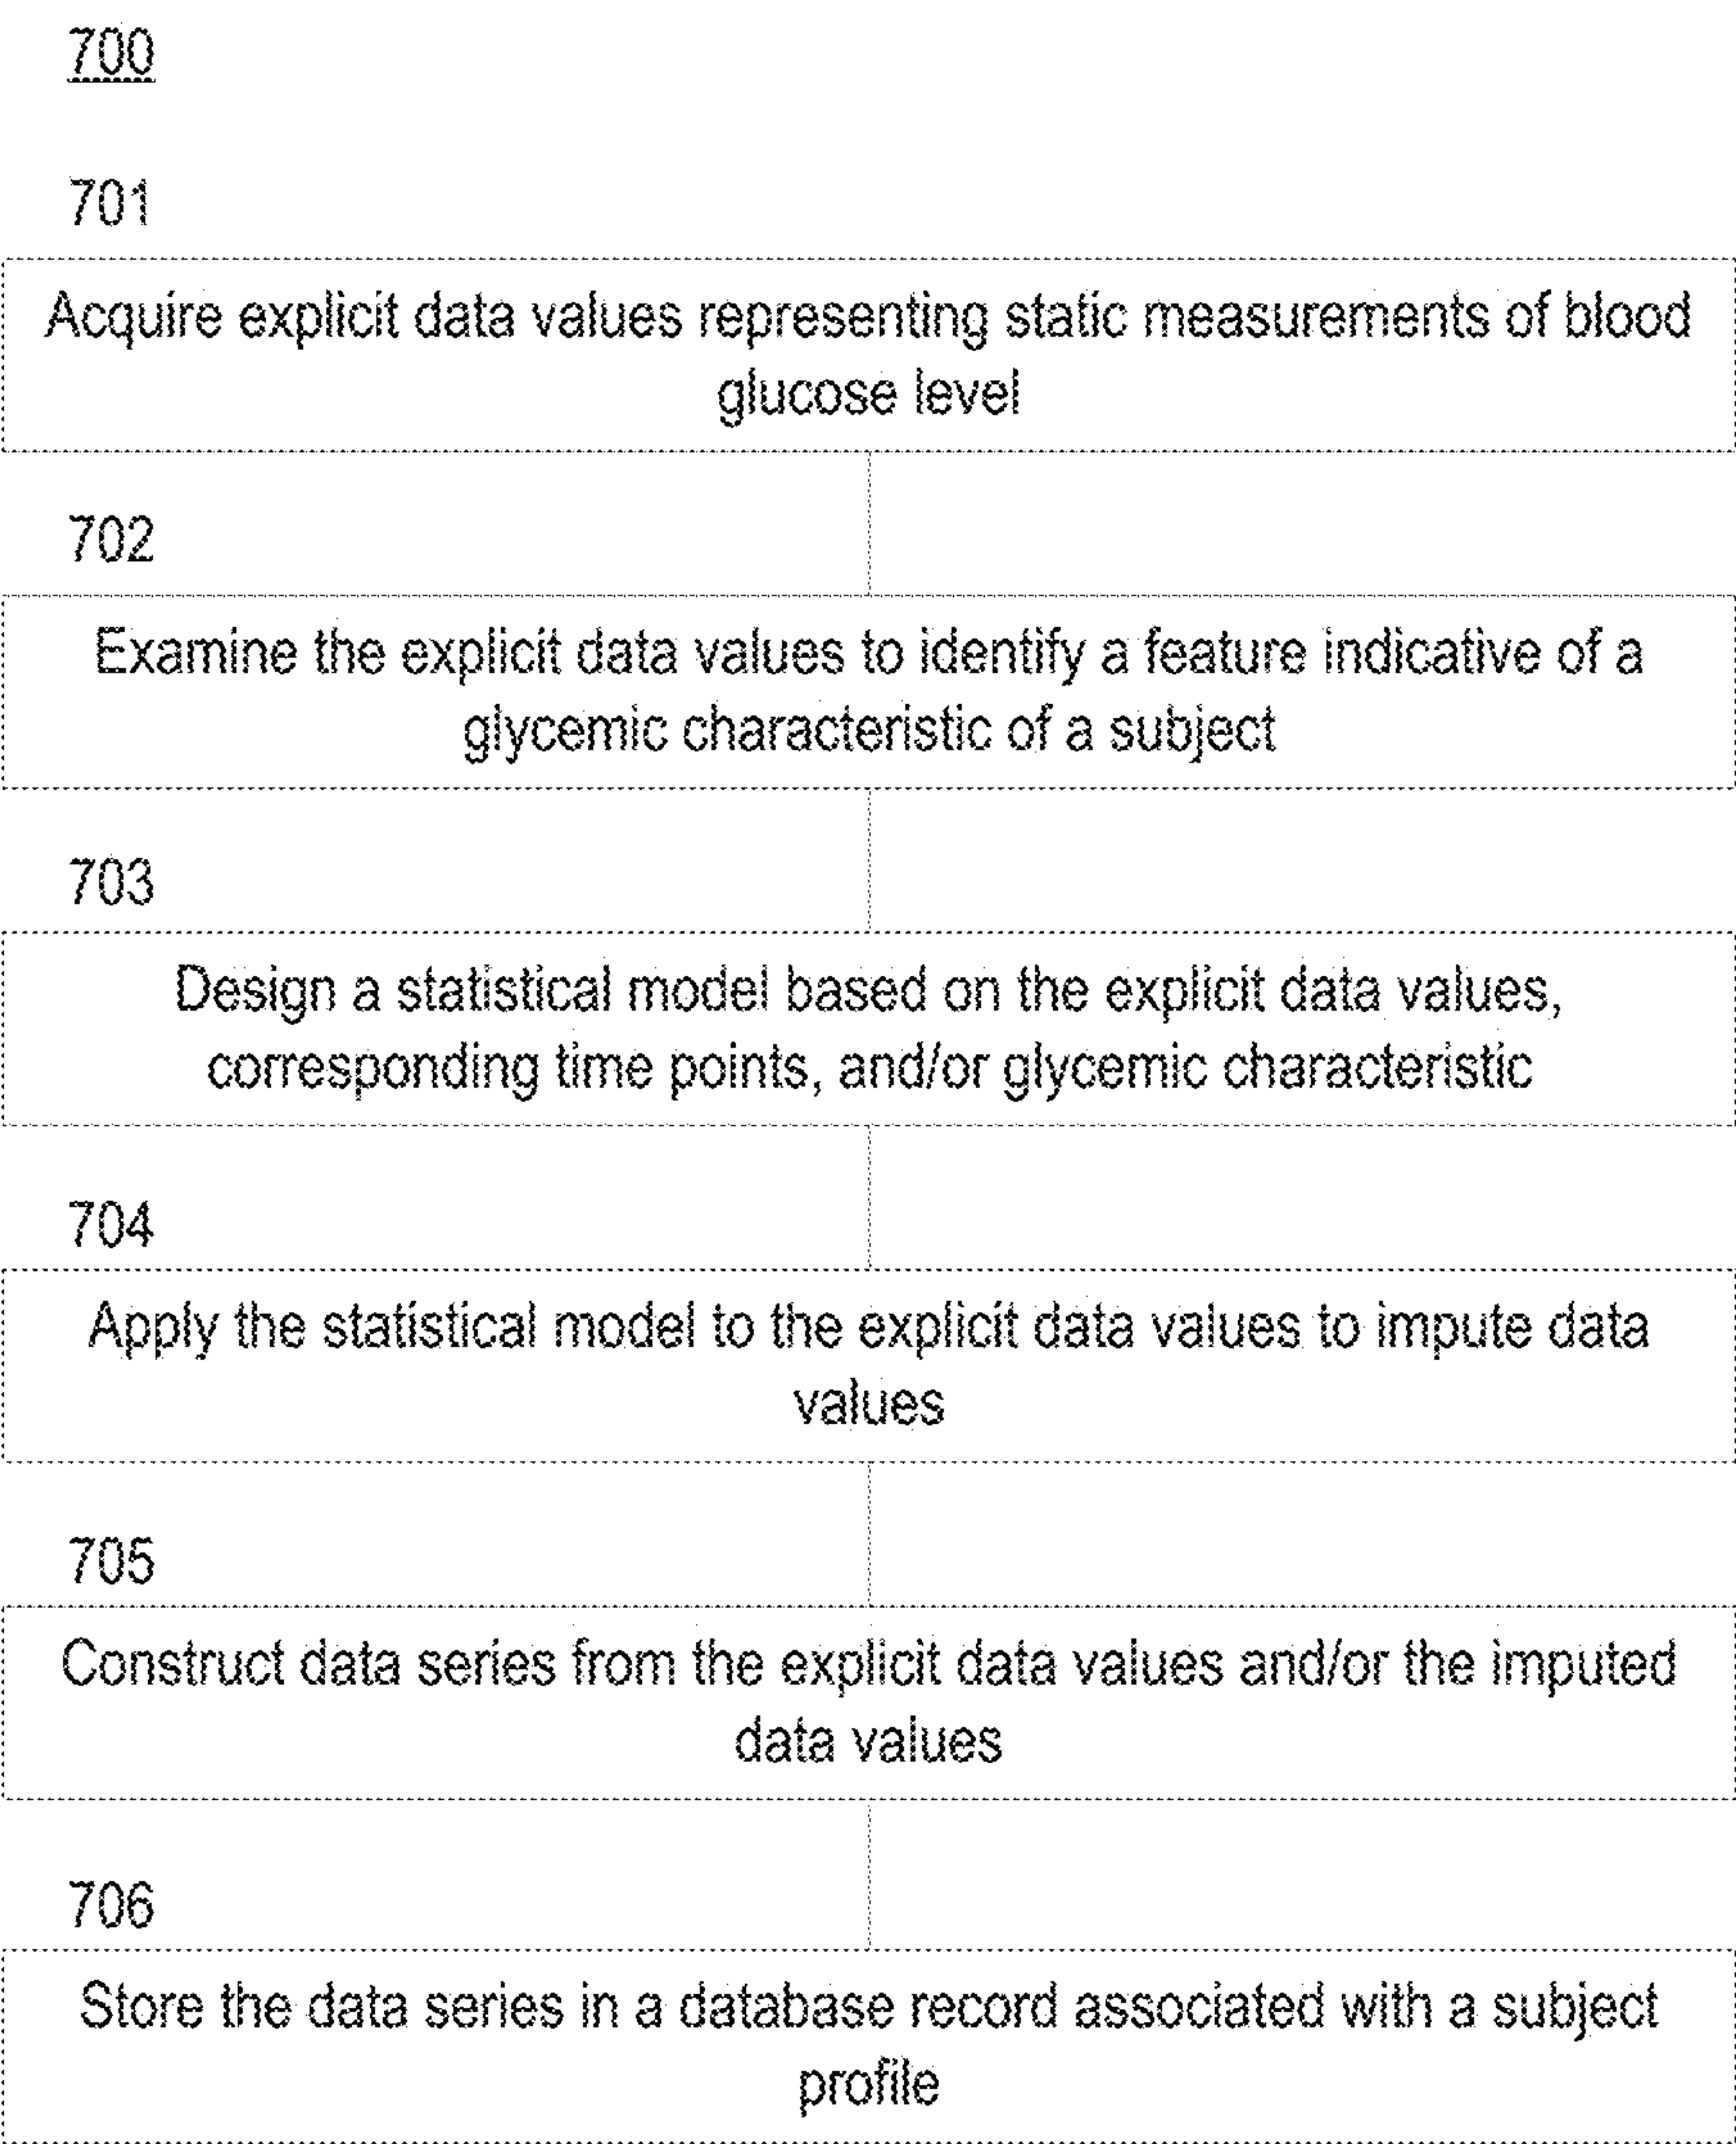 700
701
Acquire explicit data values representing static measurements of blood
glucose level
702
Examine the explicit data values to identify a feature indicative of a
glycemic characteristic of a subject
703
Design a statistical model based on the explicit data values,
corresponding time points, and/or glycemic characteristic
704
Apply the statistical model to the explicit data values to impute data
values
705
Construct data series from the explicit data values and/or the imputed
data values
706
Store the data series in a database record associated with a subject
profile